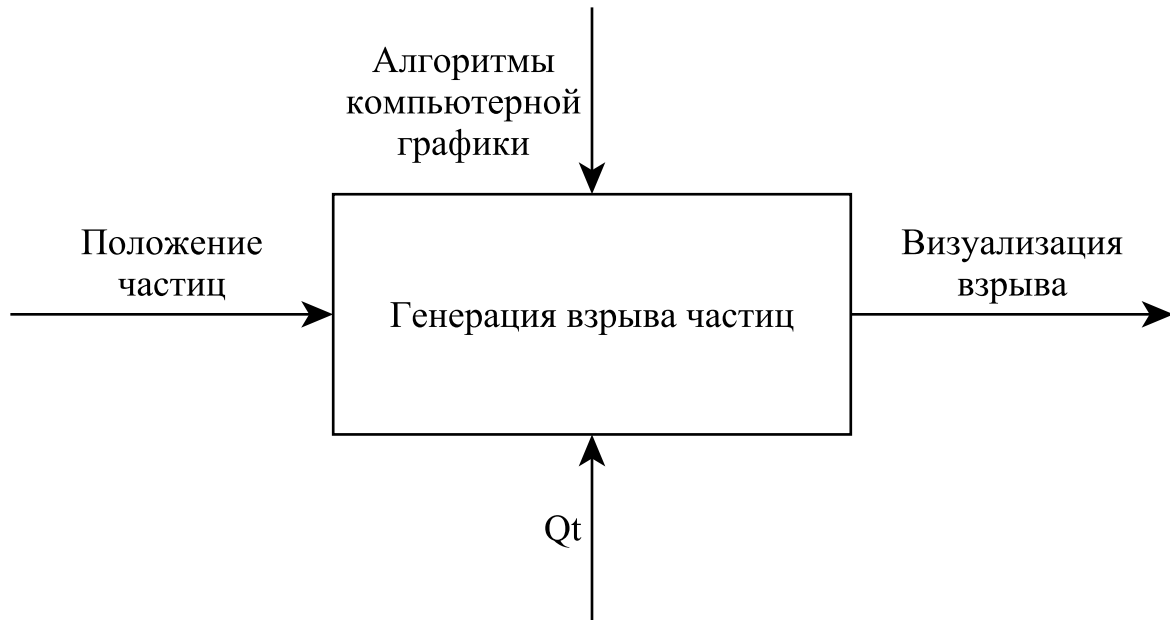 Алгоритмы
компьютерной
графики
Положение
частиц
Генерация взрыва частиц
Визуализация
взрыва
Qt